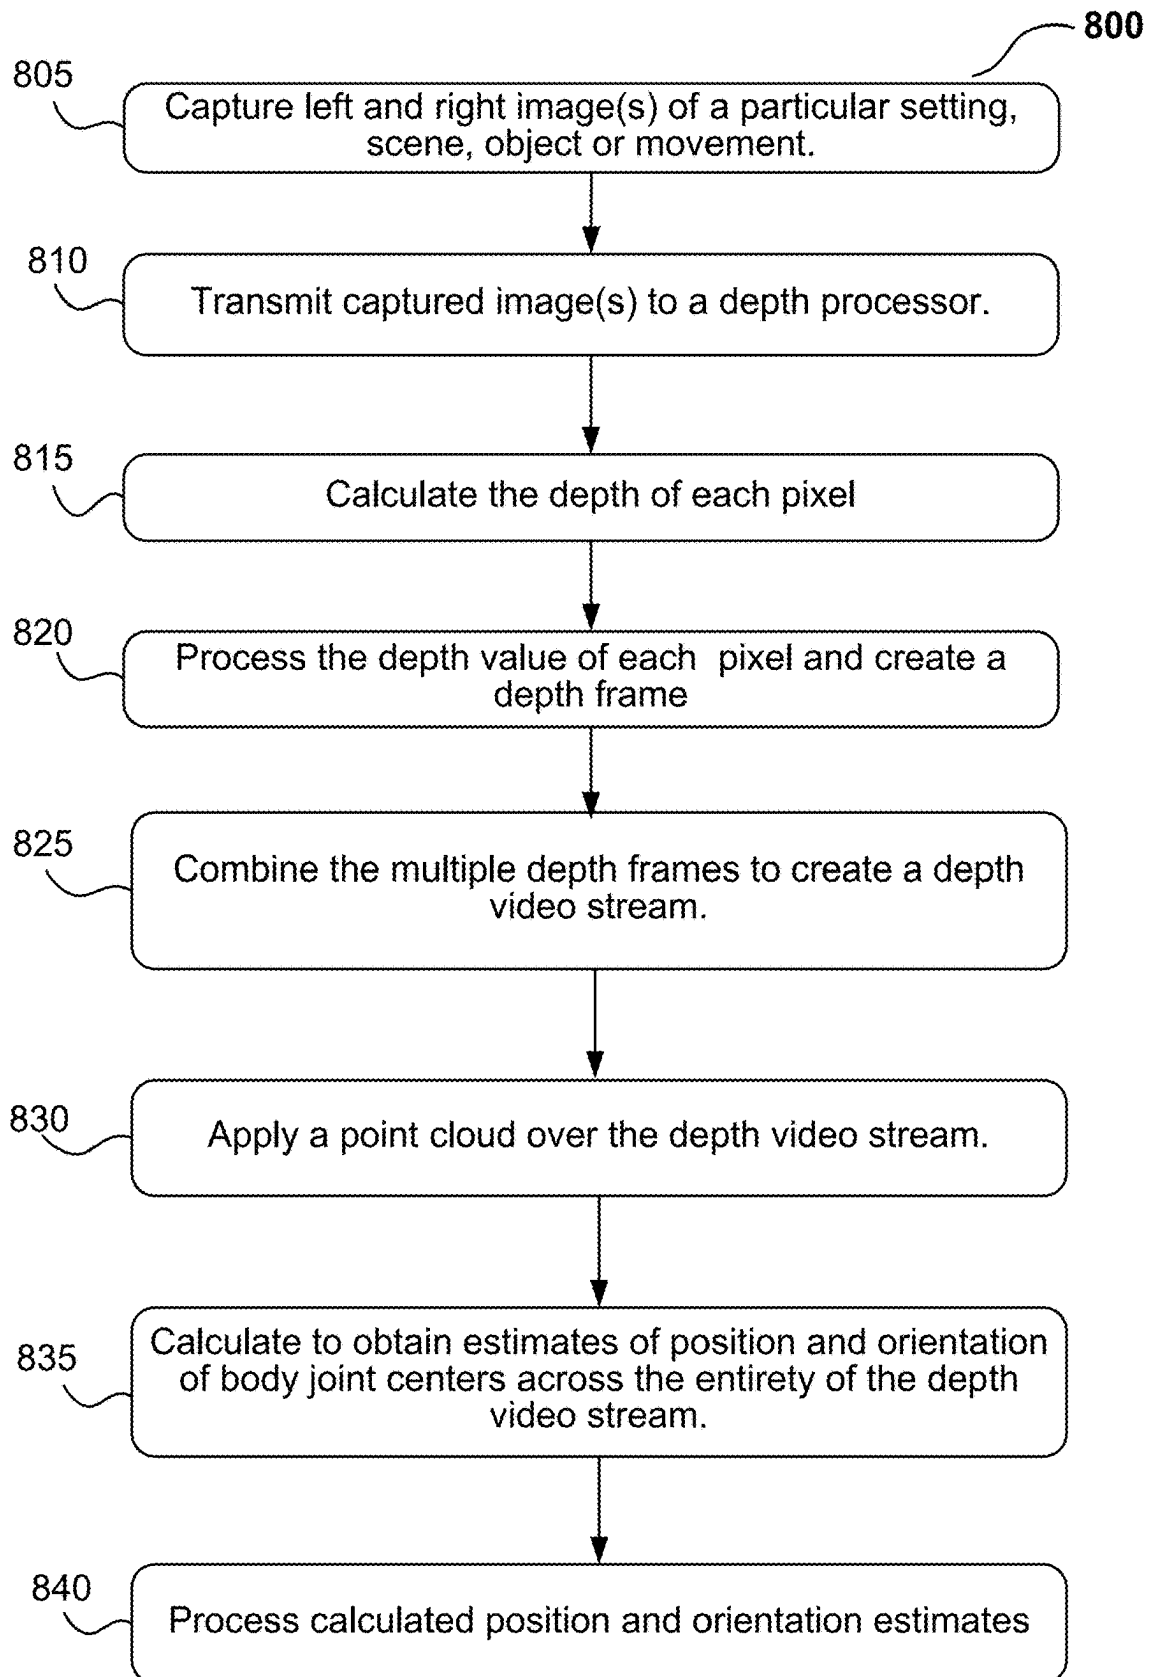 800
805
Capture left and right image(s) of a particular setting,
scene, object or movement.
810
Transmit captured image(s) to a depth processor.
815
Calculate the depth of each pixel
820
Process the depth value of each  pixel and create a
depth frame
825
Combine the multiple depth frames to create a depth
video stream.
830
Apply a point cloud over the depth video stream.
835
Calculate to obtain estimates of position and orientation
of body joint centers across the entirety of the depth
video stream.
840
Process calculated position and orientation estimates